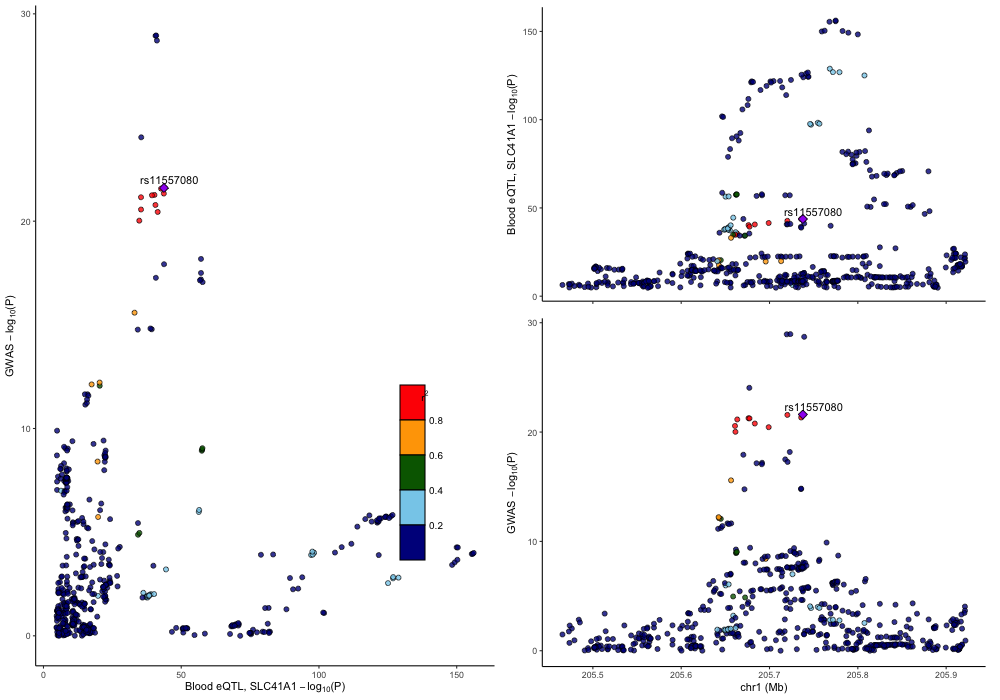 30
20
10
0
GWAS −log10(P)
rs11557080
r2
0.8
0.6
0.4
0.2
0
50
100
150
Blood eQTL, SLC41A1 −log10(P)
150
100
50
0
Blood eQTL, SLC41A1 −log10(P)
rs11557080
30
20
10
0
GWAS −log10(P)
rs11557080
205.5
205.6
205.7
205.8
205.9
chr1 (Mb)